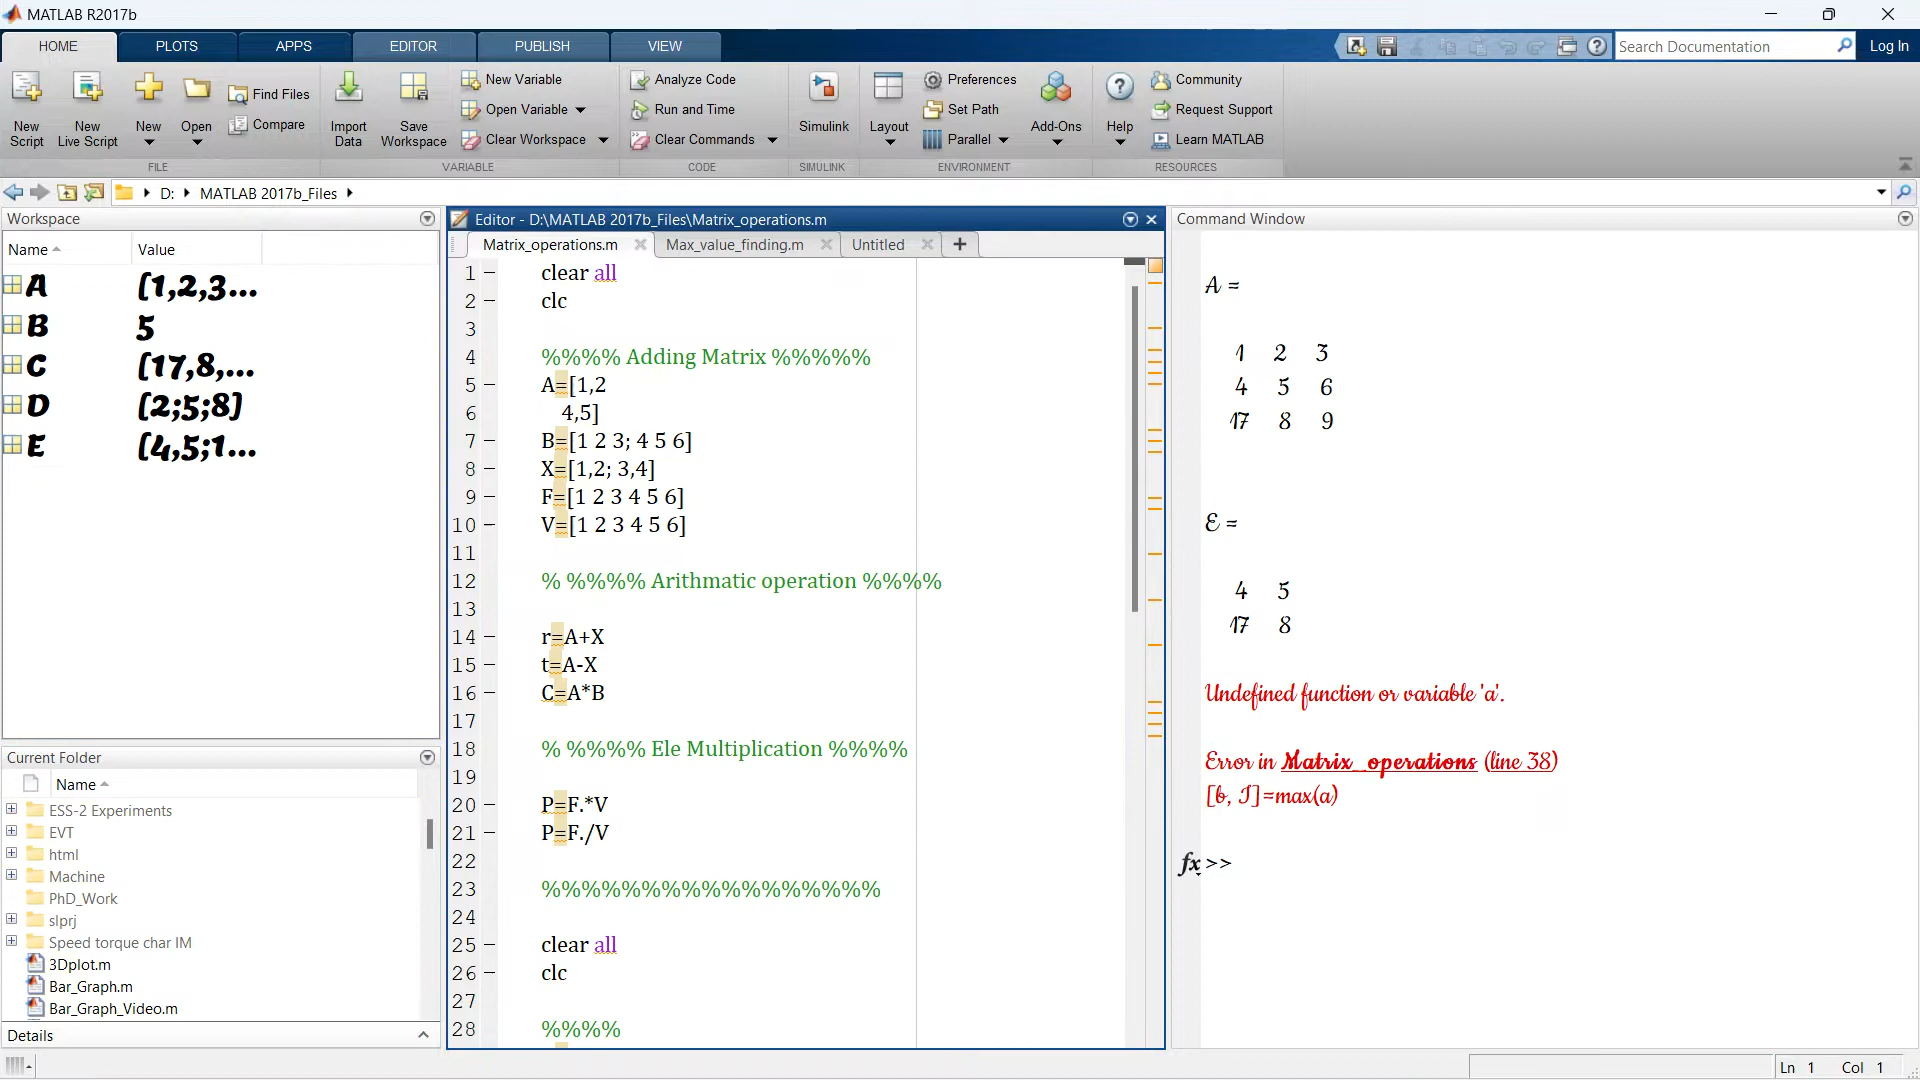 MATLAB R2017b
HOME PLOTS APPS EDITOR PUBLISH VIEW
Search Documentation
Log In
New Script
New Live Script
New
Open
Find Files
Compare
FILE
Import Data
Save Workspace
New Variable
Open Variable
Clear Workspace
VARIABLE
Analyze Code
Run and Time
Clear Commands
CODE
Simulink
SIMULINK
Layout
Preferences
Set Path
Parallel
Add-Ons
ENVIRONMENT
Help
Community
Request Support
Learn MATLAB
RESOURCES
D: MATLAB 2017b_Files
Workspace
Name Value
A [1,2,3...
B 5
C [17,8,...
D [2;5;8]
E [4,5;1...
Current Folder
Name
ESS-2 Experiments
EVT
html
Machine
PhD_Work
slprj
Speed torque char IM
3Dplot.m
Bar_Graph.m
Bar_Graph_Video.m
Details
Editor - D:\MATLAB 2017b_Files\Matrix_operations.m
Matrix_operations.m Max_value_finding.m Untitled +
1 – clear all
2 – clc
3
4 %%%% Adding Matrix %%%%%
5 – A=[1,2
6 4,5]
7 – B=[1 2 3; 4 5 6]
8 – X=[1,2; 3,4]
9 – F=[1 2 3 4 5 6]
10 – V=[1 2 3 4 5 6]
11
12 % %%%% Arithmatic operation %%%%
13
14 – r=A+X
15 – t=A-X
16 – C=A*B
17
18 % %%%% Ele Multiplication %%%%
19
20 – P=F.*V
21 – P=F./V
22
23 %%%%%%%%%%%%%%%%%
24
25 – clear all
26 – clc
27
28 %%%%
Command Window
A =
1 2 3
4 5 6
17 8 9
E =
4 5
17 8
Undefined function or variable 'a'.
Error in Matrix_operations (line 38)
[b, I]=max(a)
fx >>
Ln 1 Col 1